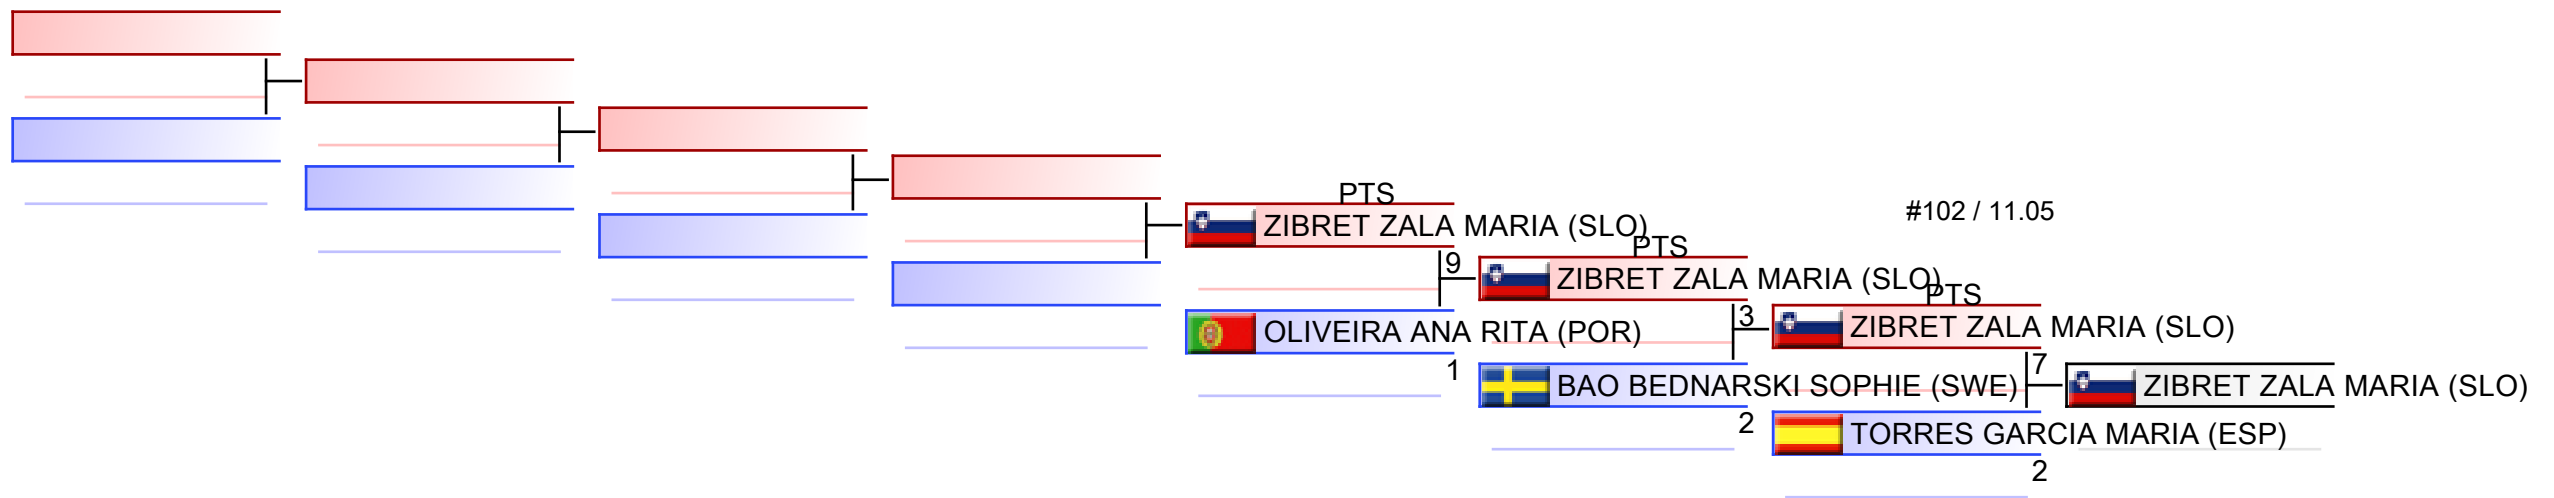 PTS
ZIBRET ZALA MARIA (SLO)
#102 / 11.05
PTS
9
ZIBRET ZALA MARIA (SLO)
PTS
OLIVEIRA ANA RITA (POR)
3
ZIBRET ZALA MARIA (SLO)
1
BAO BEDNARSKI SOPHIE (SWE)
7
ZIBRET ZALA MARIA (SLO)
2
TORRES GARCIA MARIA (ESP)
2